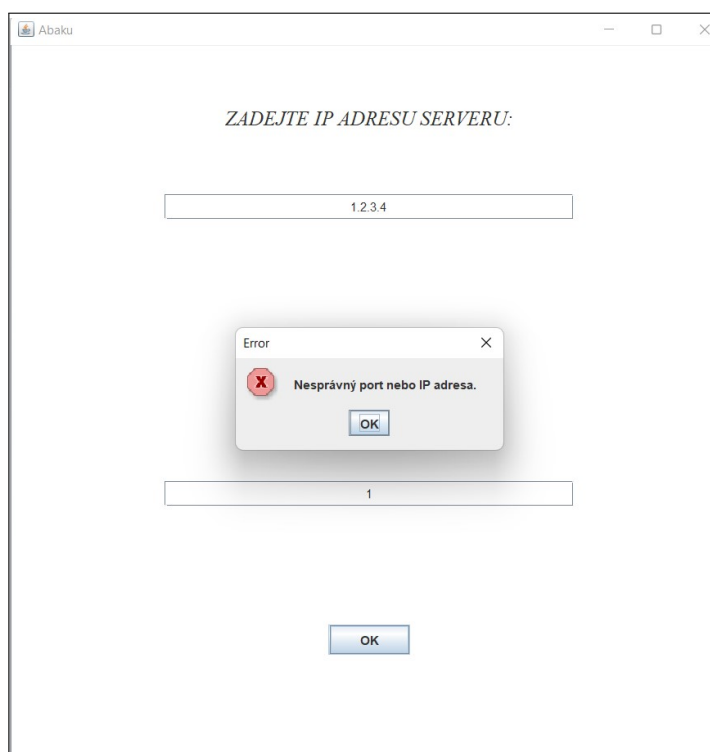 Abaku
ZADEJTE IP ADRESU SERVERU:
1.2.3.4
Error
Nesprávný port nebo IP adresa.
OK
1
OK